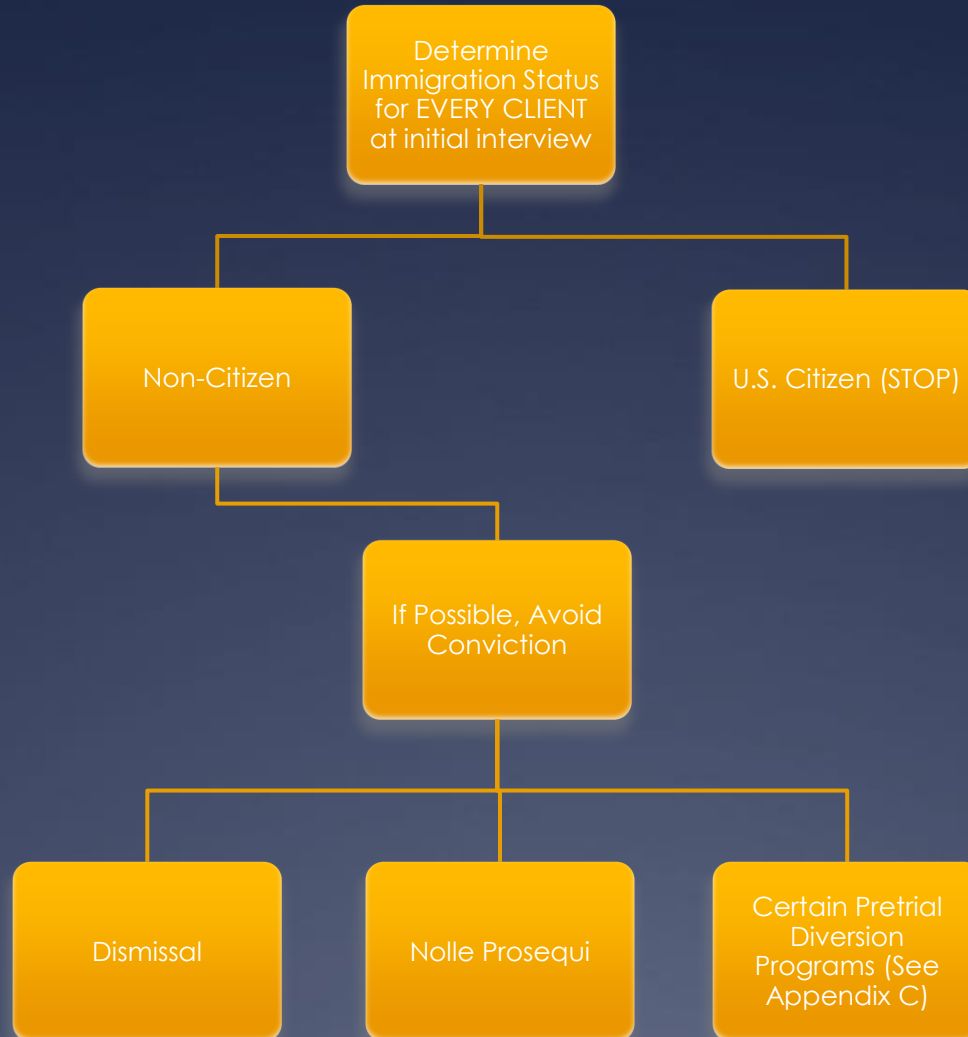 Determine
Immigration Status
for EVERY CLIENT
at initial interview
Non-Citizen
U.S. Citizen (STOP)
If Possible, Avoid
Conviction
Dismissal
Nolle Prosequi
Certain Pretrial
Diversion
Programs (See
Appendix C)